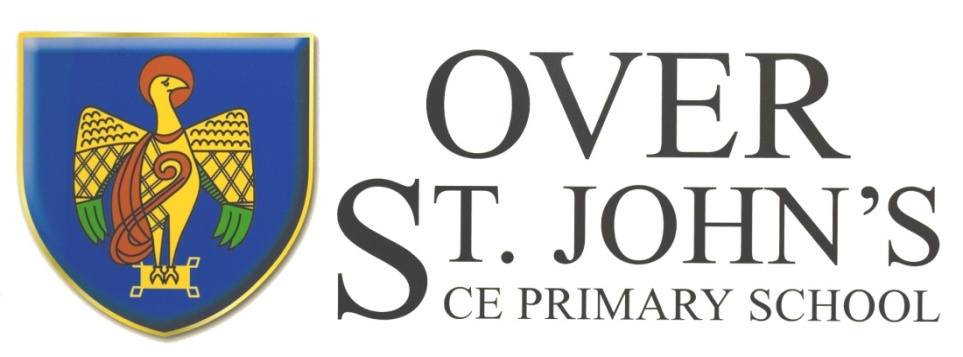 OVER
ST. JOHN'S
CE PRIMARY SCHOOL